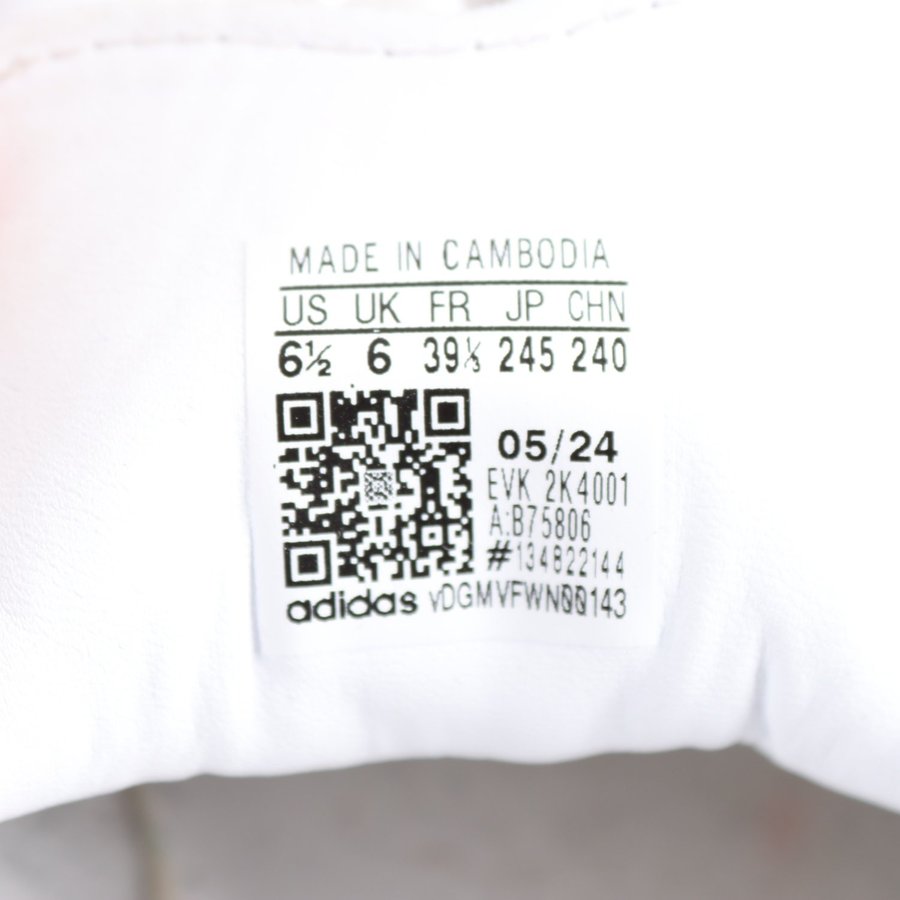 MADE IN CAMBODIA
US UK FR JP CHN
6½ 6 39⅓ 245 240
05/24
EVK 2K4001
A:B75806
#134822144
adidas YDGMVFWN00143